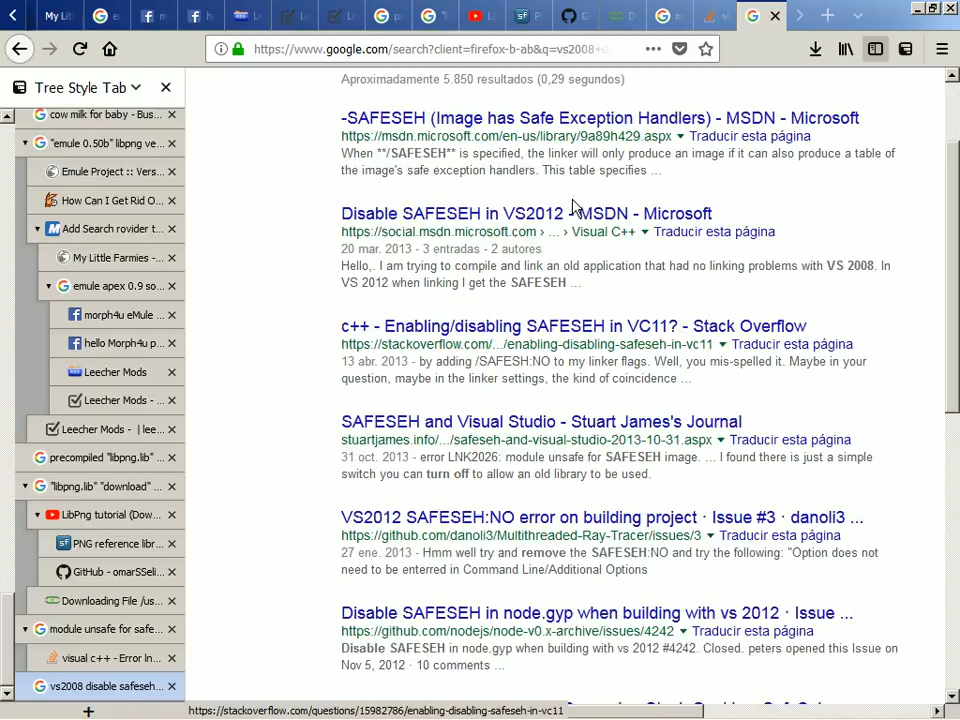 My Li
e
m
h
Lee
Le
L
p
"
Li
P
G
D
m
vi
v
https://www.google.com/search?client=firefox-b-ab&q=vs2008+
Tree Style Tab
cow milk for baby - Bus...
"emule 0.50b" libpng ve...
Emule Project :: Vers...
How Can I Get Rid O...
Add Search rovider t...
My Little Farmies -...
emule apex 0.9 so...
morph4u eMule ...
hello Morph4u p...
Leecher Mods
Leecher Mods - ...
Leecher Mods - | lee...
precompiled "libpng.lib" ...
"libpng.lib" "download" ...
LibPng tutorial (Dow...
PNG reference libr...
GitHub - omarSSeli...
Downloading File /us...
module unsafe for safe...
visual c++ - Error ln...
vs2008 disable safeseh...
Aproximadamente 5.850 resultados (0,29 segundos)
-SAFESEH (Image has Safe Exception Handlers) - MSDN - Microsoft
https://msdn.microsoft.com/en-us/library/9a89h429.aspx Traducir esta página
When **/SAFESEH** is specified, the linker will only produce an image if it can also produce a table of
the image's safe exception handlers. This table specifies ...
Disable SAFESEH in VS2012 - MSDN - Microsoft
https://social.msdn.microsoft.com › ... › Visual C++ Traducir esta página
20 mar. 2013 - 3 entradas - 2 autores
Hello,. I am trying to compile and link an old application that had no linking problems with VS 2008. In
VS 2012 when linking I get the SAFESEH ...
c++ - Enabling/disabling SAFESEH in VC11? - Stack Overflow
https://stackoverflow.com/.../enabling-disabling-safeseh-in-vc11 Traducir esta página
13 abr. 2013 - by adding /SAFESH:NO to my linker flags. Well, you mis-spelled it. Maybe in your
question, maybe in the linker settings, the kind of coincidence ...
SAFESEH and Visual Studio - Stuart James's Journal
stuartjames.info/.../safeseh-and-visual-studio-2013-10-31.aspx Traducir esta página
31 oct. 2013 - error LNK2026: module unsafe for SAFESEH image. ... I found there is just a simple
switch you can turn off to allow an old library to be used.
VS2012 SAFESEH:NO error on building project · Issue #3 · danoli3 ...
https://github.com/danoli3/Multithreaded-Ray-Tracer/issues/3 Traducir esta página
27 ene. 2013 - Hmm well try and remove the SAFESEH:NO and try the following: "Option does not
need to be enterred in Command Line/Additional Options
Disable SAFESEH in node.gyp when building with vs 2012 · Issue ...
https://github.com/nodejs/node-v0.x-archive/issues/4242 Traducir esta página
Disable SAFESEH in node.gyp when building with vs 2012 #4242. Closed. peters opened this Issue on
Nov 5, 2012 · 10 comments ...
https://stackoverflow.com/questions/15982786/enabling-disabling-safeseh-in-vc11